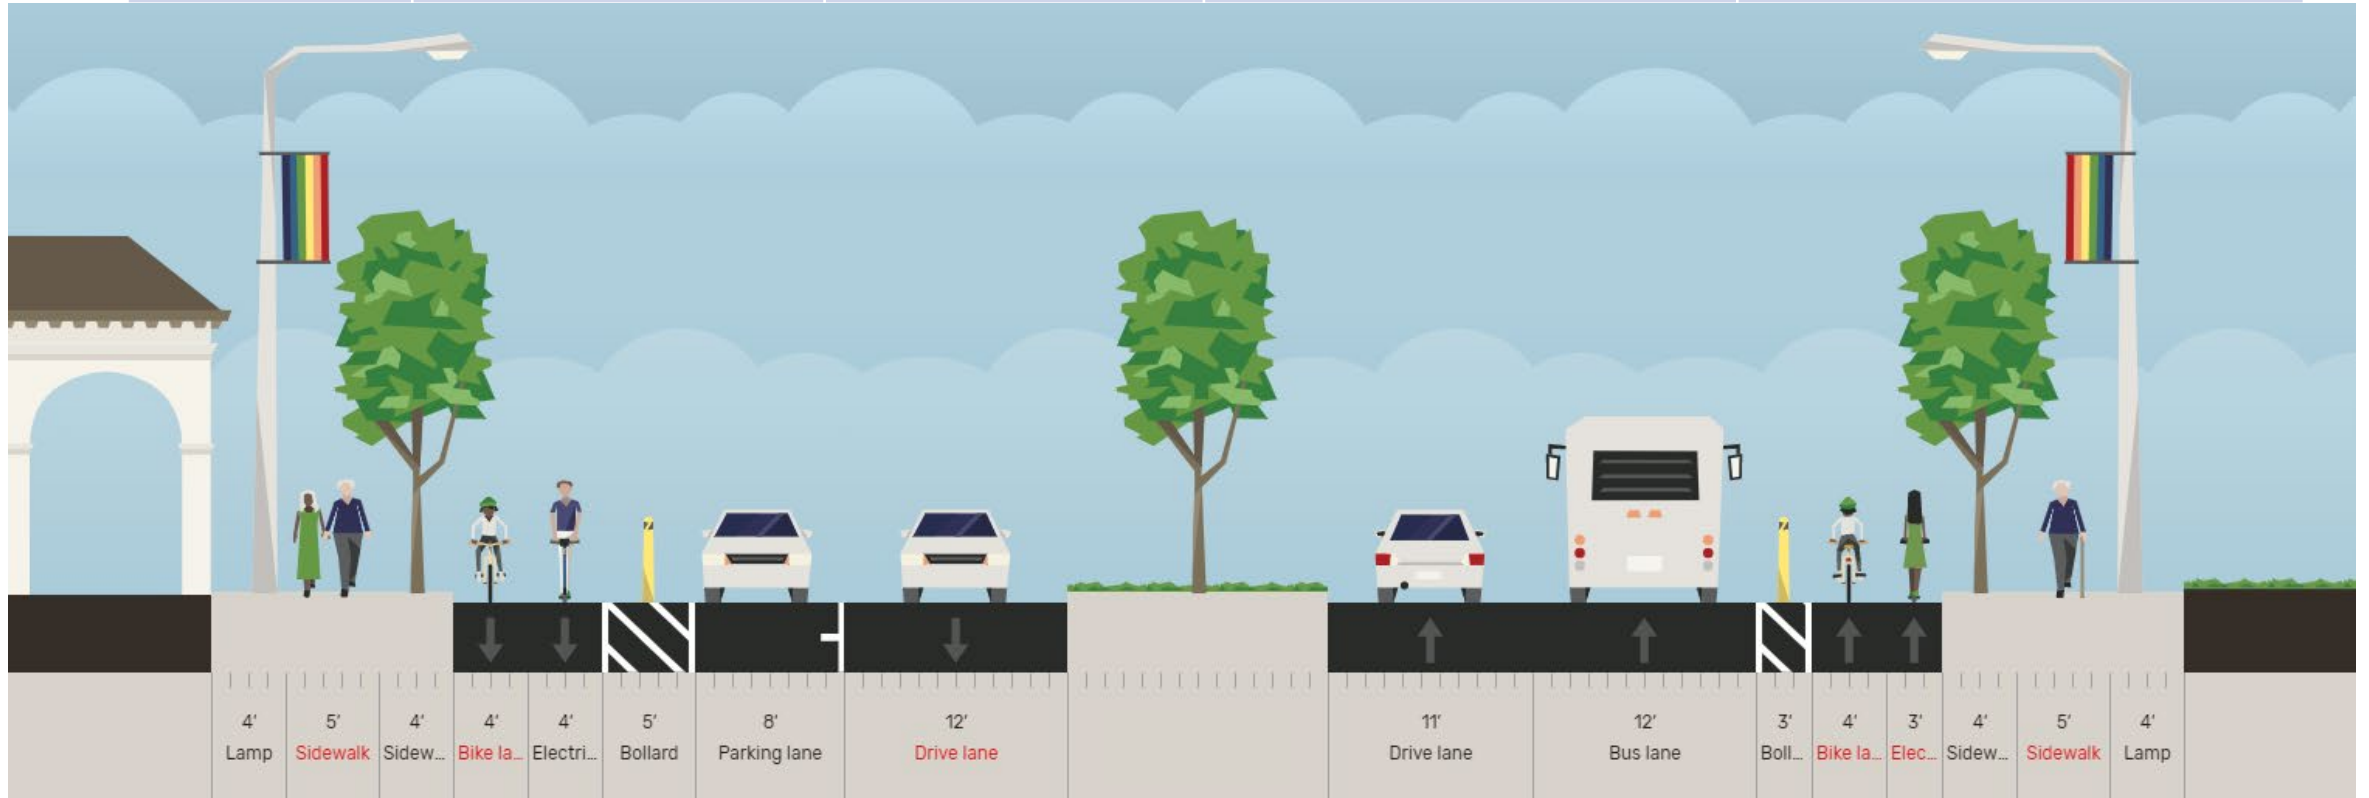 4' 5' 4' 4' 4' 5' 8' 12' 11' 12' 3' 4' 3' 4' 5' 4'
Lamp Sidewalk Sidew... Bike la... Electri... Bollard Parking lane Drive lane Drive lane Bus lane Boll... Bike la... Elec... Sidew... Sidewalk Lamp